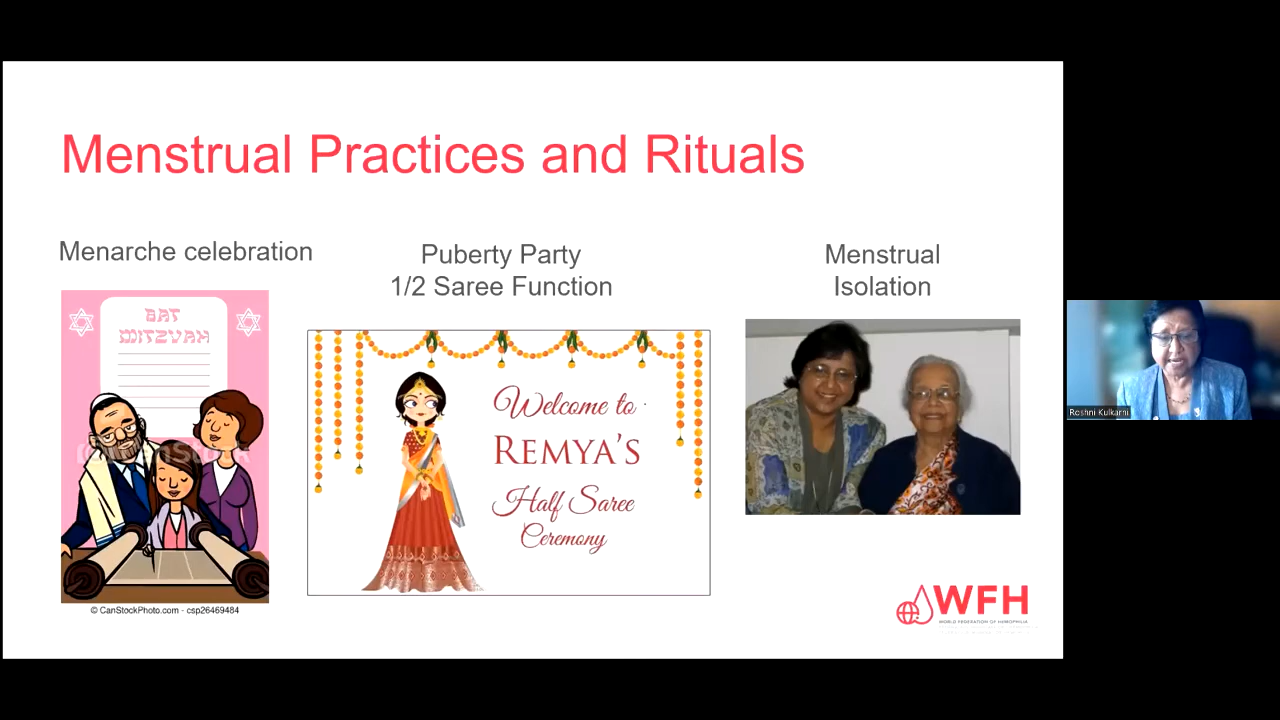 Menstrual Practices and Rituals
Menarche celebration
BAT
MITZVAH
© CanStockPhoto.com - csp26469484
Puberty Party
1/2 Saree Function
Welcome to
REMYA'S
Half Saree
Ceremony
Menstrual
Isolation
WFH
WORLD FEDERATION OF HEMOPHILIA
Roshni Kulkarni